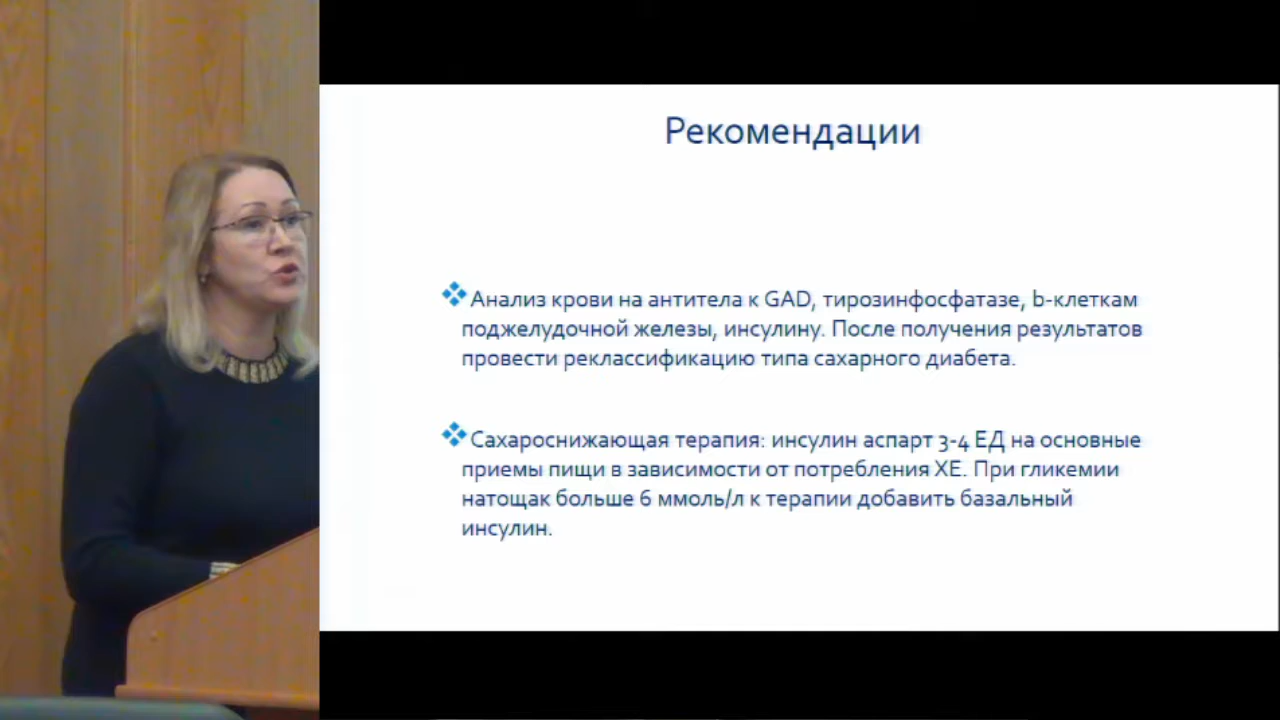 Рекомендации
Анализ крови на антитела к GAD, тирозинфосфатазе, b-клеткам
поджелудочной железы, инсулину. После получения результатов
провести реклассификацию типа сахарного диабета.
Сахароснижающая терапия: инсулин аспарт 3-4 ЕД на основные
приемы пищи в зависимости от потребления ХЕ. При гликемии
натощак больше 6 ммоль/л к терапии добавить базальный
инсулин.